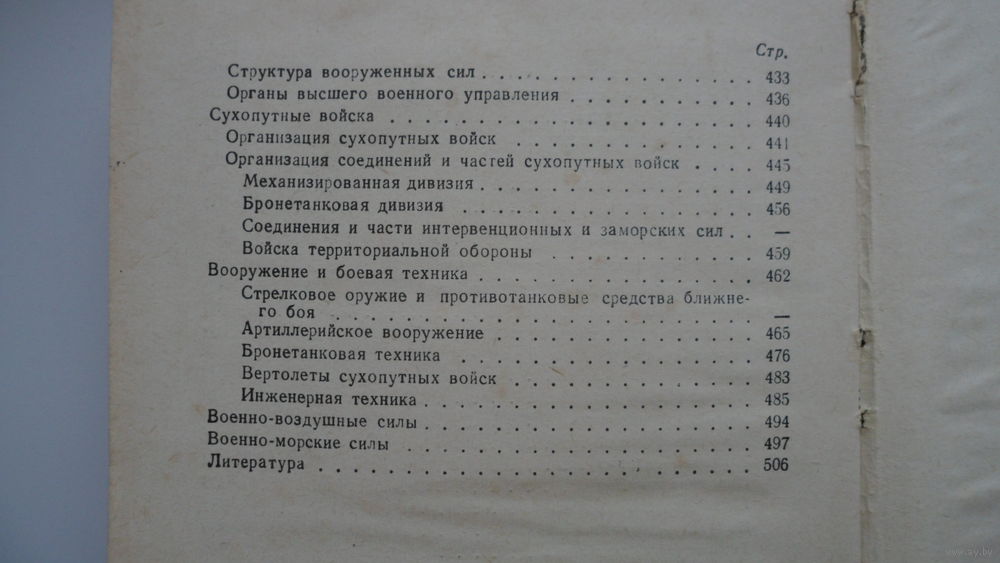 Стр.
Структура вооруженных сил . . . . . . . . . . . . . . . 433
Органы высшего военного управления . . . . . . . . . . 436
Сухопутные войска . . . . . . . . . . . . . . . . . . . 440
Организация сухопутных войск . . . . . . . . . . . . . 441
Организация соединений и частей сухопутных войск . . . . 445
Механизированная дивизия . . . . . . . . . . . . . . . 449
Бронетанковая дивизия . . . . . . . . . . . . . . . . 456
Соединения и части интервенционных и заморских сил . . —
Войска территориальной обороны . . . . . . . . . . . 459
Вооружение и боевая техника . . . . . . . . . . . . . . 462
Стрелковое оружие и противотанковые средства ближне-
го боя . . . . . . . . . . . . . . . . . . . . . . —
Артиллерийское вооружение . . . . . . . . . . . . . . 465
Бронетанковая техника . . . . . . . . . . . . . . . . 476
Вертолеты сухопутных войск . . . . . . . . . . . . . 483
Инженерная техника . . . . . . . . . . . . . . . . . 485
Военно-воздушные силы . . . . . . . . . . . . . . . . . 494
Военно-морские силы . . . . . . . . . . . . . . . . . . 497
Литература . . . . . . . . . . . . . . . . . . . . . . 506
www.ay.by